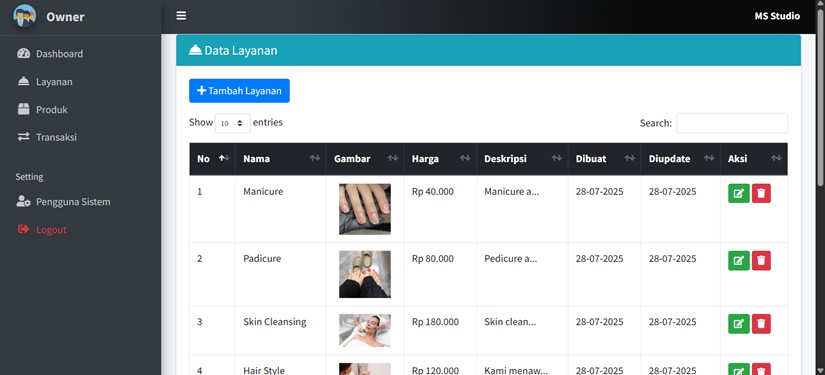 Owner
MS Studio
Dashboard
Layanan
Produk
Transaksi
Setting
Pengguna Sistem
Logout
Data Layanan
Tambah Layanan
Show 10 entries
Search:
No Nama Gambar Harga Deskripsi Dibuat Diupdate Aksi
1 Manicure Rp 40.000 Manicure a... 28-07-2025 28-07-2025
2 Padicure Rp 80.000 Pedicure a... 28-07-2025 28-07-2025
3 Skin Cleansing Rp 180.000 Skin clean... 28-07-2025 28-07-2025
4 Hair Style Rp 120.000 Kami menaw... 28-07-2025 28-07-2025